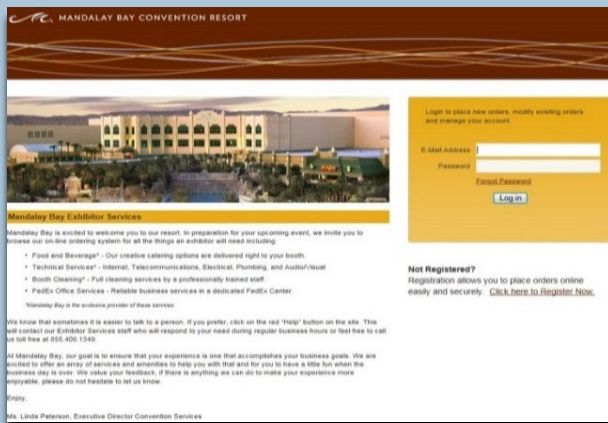 MANDALAY BAY CONVENTION RESORT
Login to place new orders, modify existing orders
and manage your account
E-Mail Address
Password
Forgot Password
Log in
Mandalay Bay Exhibitor Services
Mandalay Bay is excited to welcome you to our resort. In preparation for your upcoming event, we invite you to
browse our on-line ordering system for all the things an exhibitor will need including:
• Food and Beverage* - Our creative catering options are delivered right to your booth.
• Technical Services* - Internet, Telecommunications, Electrical, Plumbing, and Audio/Visual
• Booth Cleaning* - Full cleaning services by a professionally trained staff.
• FedEx Office Services - Reliable business services in a dedicated FedEx Center.
*Mandalay Bay is the exclusive provider of these services
Not Registered?
Registration allows you to place orders online
easily and securely. Click here to Register Now.
We know that sometimes it is easier to talk to a person. If you prefer, click on the red "Help" button on the site. This
will contact our Exhibitor Services staff who will respond to your need during regular business hours or feel free to call
us toll free at 855.408.1349.
At Mandalay Bay, our goal is to ensure that your experience is one that accomplishes your business goals. We are
excited to offer an array of services and amenities to help you with that and for you to have a little fun when the
business day is over. We value your feedback, if there is anything we can do to make your experience more
enjoyable, please do not hesitate to let us know.
Enjoy,
Ms. Linda Paterson, Executive Director Convention Services